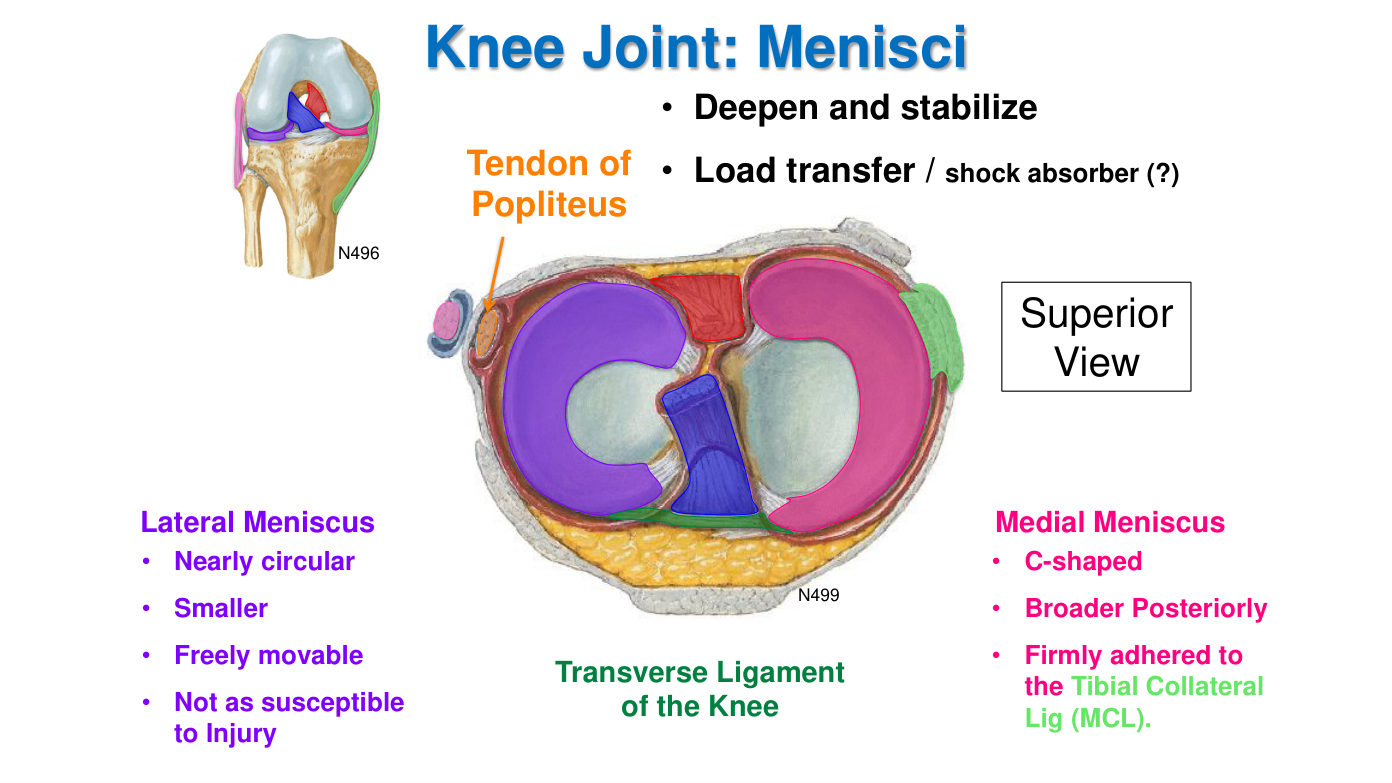 Knee Joint: Menisci
• Deepen and stabilize
• Load transfer / shock absorber (?)
Tendon of
Popliteus
N496
Superior
View
Lateral Meniscus
• Nearly circular
• Smaller
• Freely movable
• Not as susceptible
to Injury
N499
Transverse Ligament
of the Knee
Medial Meniscus
• C-shaped
• Broader Posteriorly
• Firmly adhered to
the Tibial Collateral
Lig (MCL).